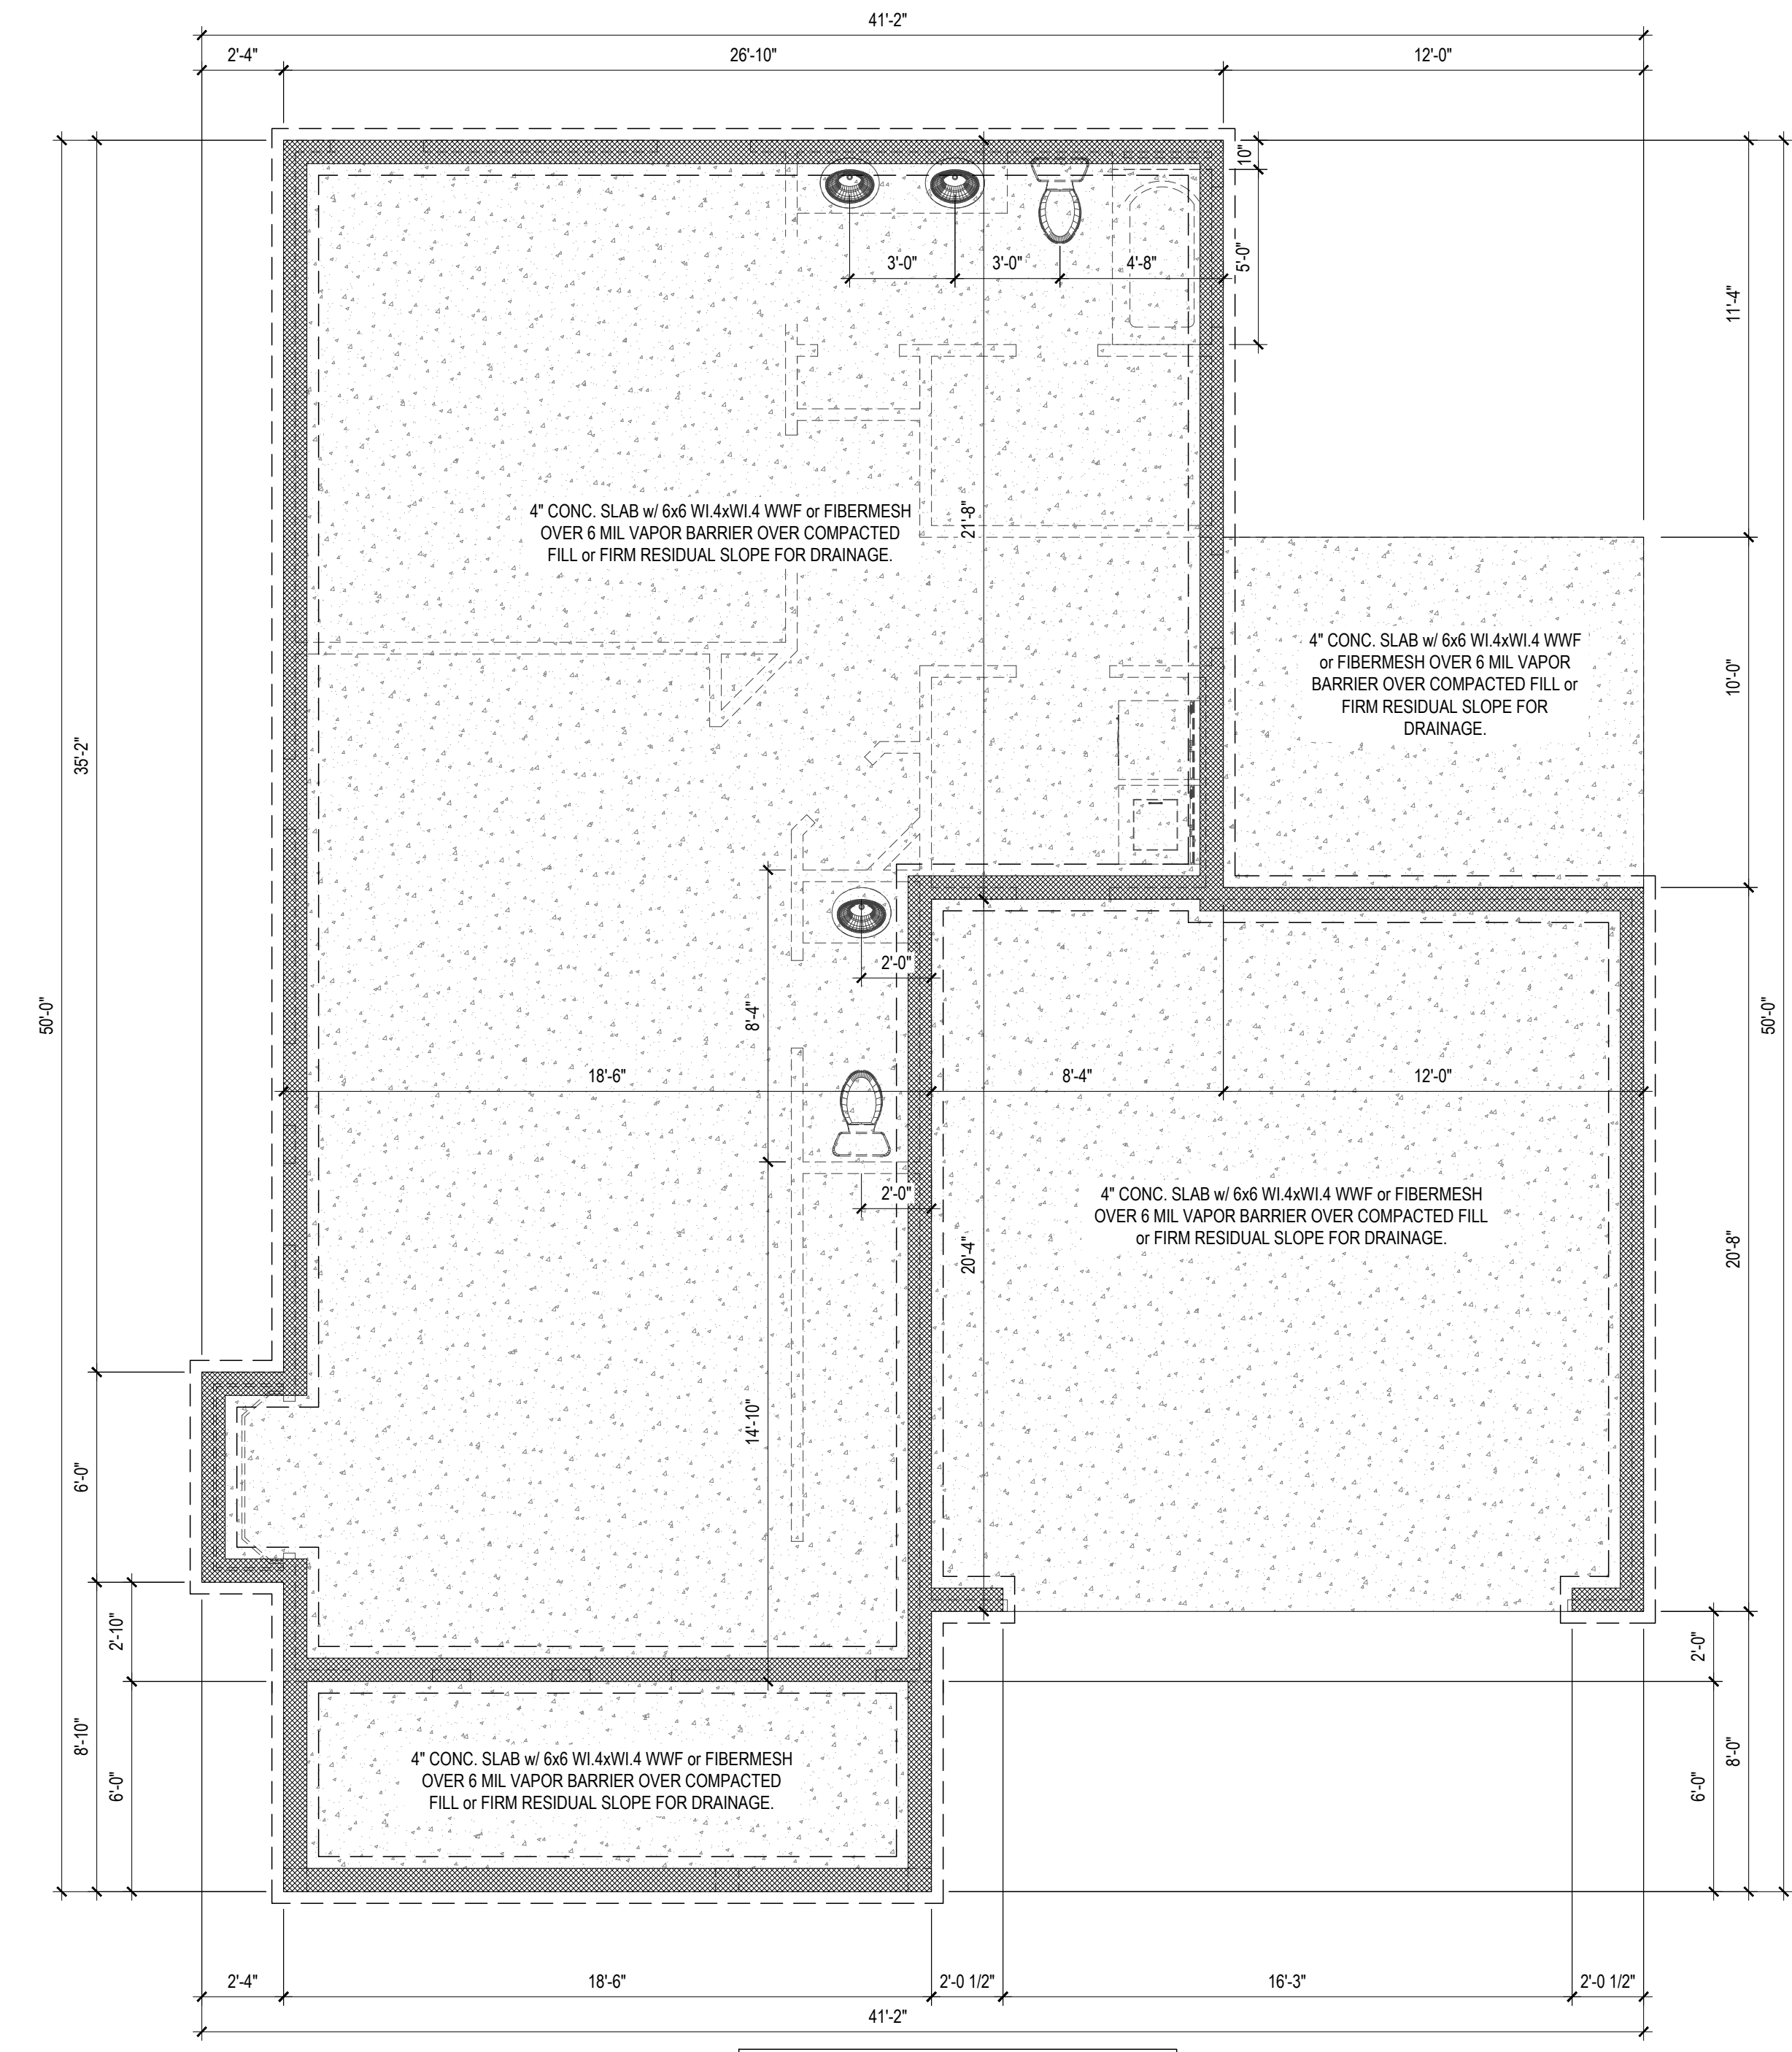 41'-2"
2'-4"
26'-10"
12'-0"
10"
3'-0"
3'-0"
4'-8"
5'-0"
11'-4"
4" CONC. SLAB w/ 6x6 WI.4xWI.4 WWF or FIBERMESH
OVER 6 MIL VAPOR BARRIER OVER COMPACTED
FILL or FIRM RESIDUAL SLOPE FOR DRAINAGE.
21'-8"
4" CONC. SLAB w/ 6x6 WI.4xWI.4 WWF
or FIBERMESH OVER 6 MIL VAPOR
BARRIER OVER COMPACTED FILL or
FIRM RESIDUAL SLOPE FOR
DRAINAGE.
10'-0"
35'-2"
50'-0"
2'-0"
8'-4"
50'-0"
18'-6"
8'-4"
12'-0"
2'-0"
4" CONC. SLAB w/ 6x6 WI.4xWI.4 WWF or FIBERMESH
OVER 6 MIL VAPOR BARRIER OVER COMPACTED FILL
or FIRM RESIDUAL SLOPE FOR DRAINAGE.
20'-4"
20'-8"
14'-10"
6'-0"
2'-10"
2'-0"
8'-10"
6'-0"
4" CONC. SLAB w/ 6x6 WI.4xWI.4 WWF or FIBERMESH
OVER 6 MIL VAPOR BARRIER OVER COMPACTED
FILL or FIRM RESIDUAL SLOPE FOR DRAINAGE.
6'-0"
8'-0"
2'-4"
18'-6"
2'-0 1/2"
16'-3"
2'-0 1/2"
41'-2"